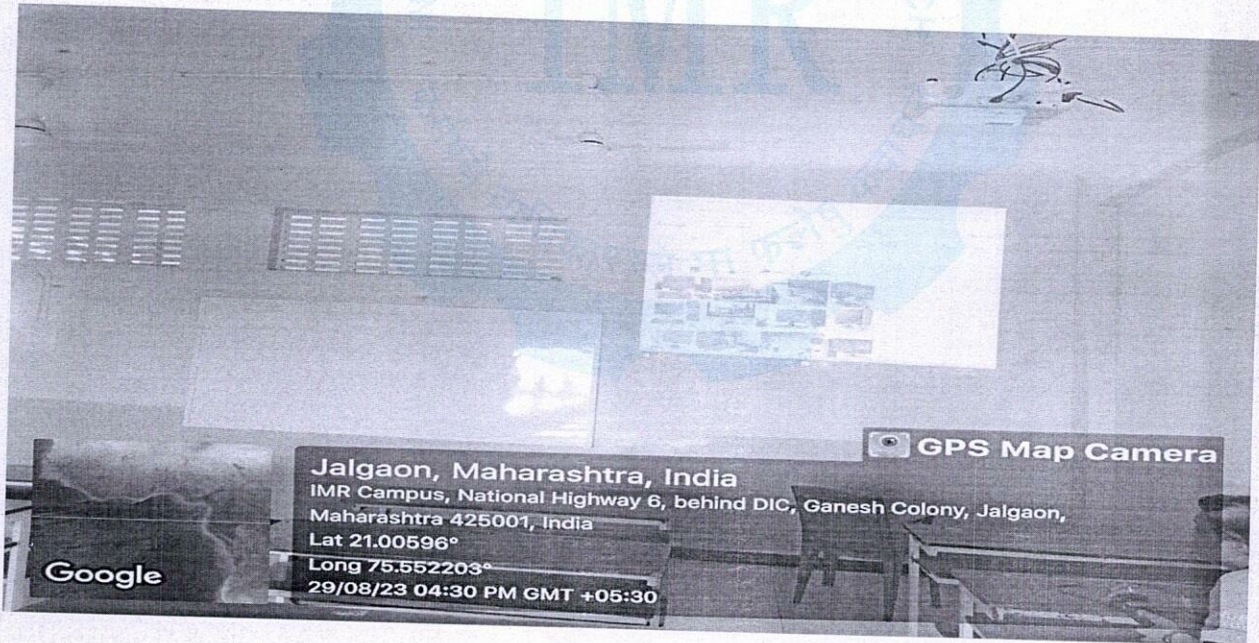 IMR
GPS Map Camera
Jalgaon, Maharashtra, India
IMR Campus, National Highway 6, behind DIC, Ganesh Colony, Jalgaon,
Maharashtra 425001, India
Lat 21.00596°
Long 75.552203°
29/08/23 04:30 PM GMT +05:30
Google